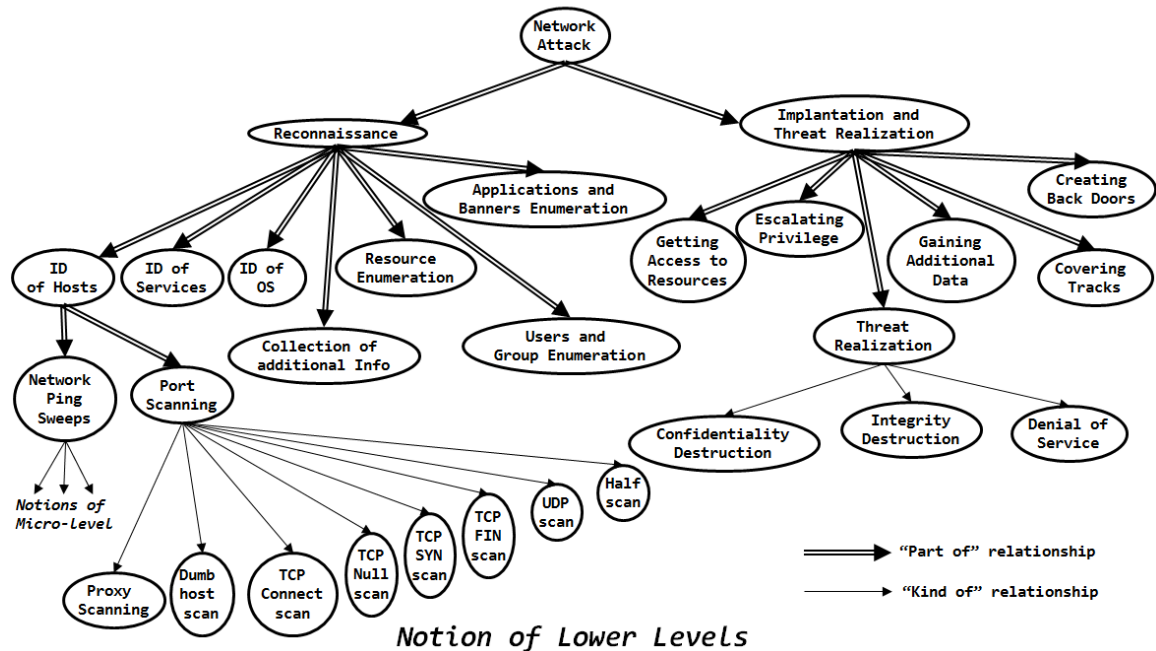 Network
Attack
Reconnaissance
Implantation and
Threat Realization
Applications and
Banners Enumeration
Creating
Back Doors
Escalating
Privilege
Getting
Access to
Resources
Gaining
Additional
Data
Covering
Tracks
ID
of Hosts
ID of
Services
ID of
OS
Resource
Enumeration
Collection of
additional Info
Users and
Group Enumeration
Threat
Realization
Network
Ping
Sweeps
Port
Scanning
Confidentiality
Destruction
Integrity
Destruction
Denial of
Service
Notions of
Micro-level
Proxy
Scanning
Dumb
host
scan
TCP
Connect
scan
TCP
Null
scan
TCP
SYN
scan
TCP
FIN
scan
UDP
scan
Half
scan
“Part of” relationship
“Kind of” relationship
Notion of Lower Levels